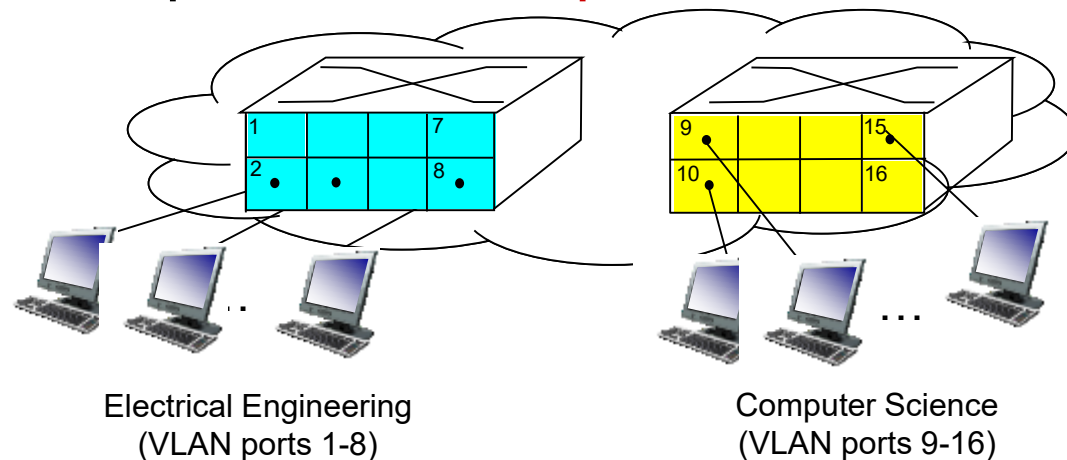 1 7
2 8
9 15
10 16
. .
...
Electrical Engineering
(VLAN ports 1-8)
Computer Science
(VLAN ports 9-16)